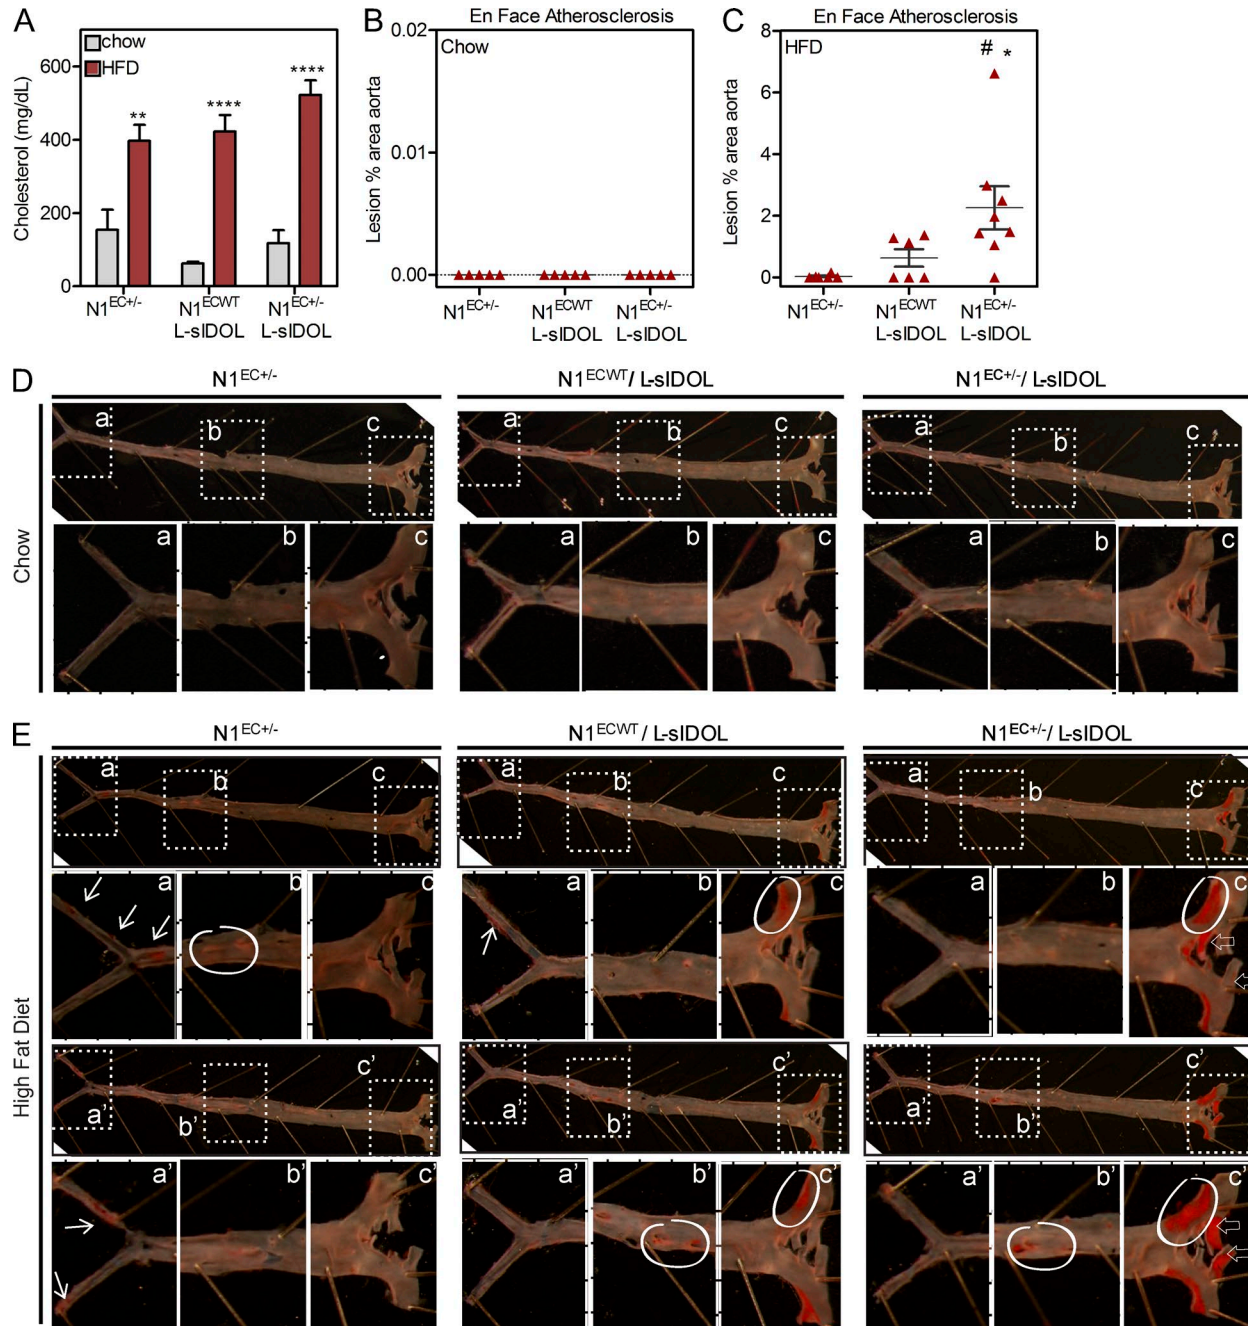 A
chow
HFD
Cholesterol (mg/dL)
600
400
200
0
**
****
****
N1EC+/-
N1ECWT
L-sIDOL
N1EC+/-
L-sIDOL
B
En Face Atherosclerosis
Chow
Lesion % area aorta
0.02
0.01
0.00
N1EC+/-
N1ECWT
L-sIDOL
N1EC+/-
L-sIDOL
C
En Face Atherosclerosis
HFD
# *
Lesion % area aorta
8
6
4
2
0
N1EC+/-
N1ECWT
L-sIDOL
N1EC+/-
L-sIDOL
D
N1EC+/-
N1ECWT/ L-sIDOL
N1EC+/-/ L-sIDOL
Chow
a b c
a b c
a b c
a b c
a b c
a b c
E
N1EC+/-
N1ECWT / L-sIDOL
N1EC+/-/ L-sIDOL
High Fat Diet
a b c
a b c
a b c
a b c
a b c
a b c
a' b' c'
a' b' c'
a' b' c'
a' b' c'
a' b' c'
a' b' c'